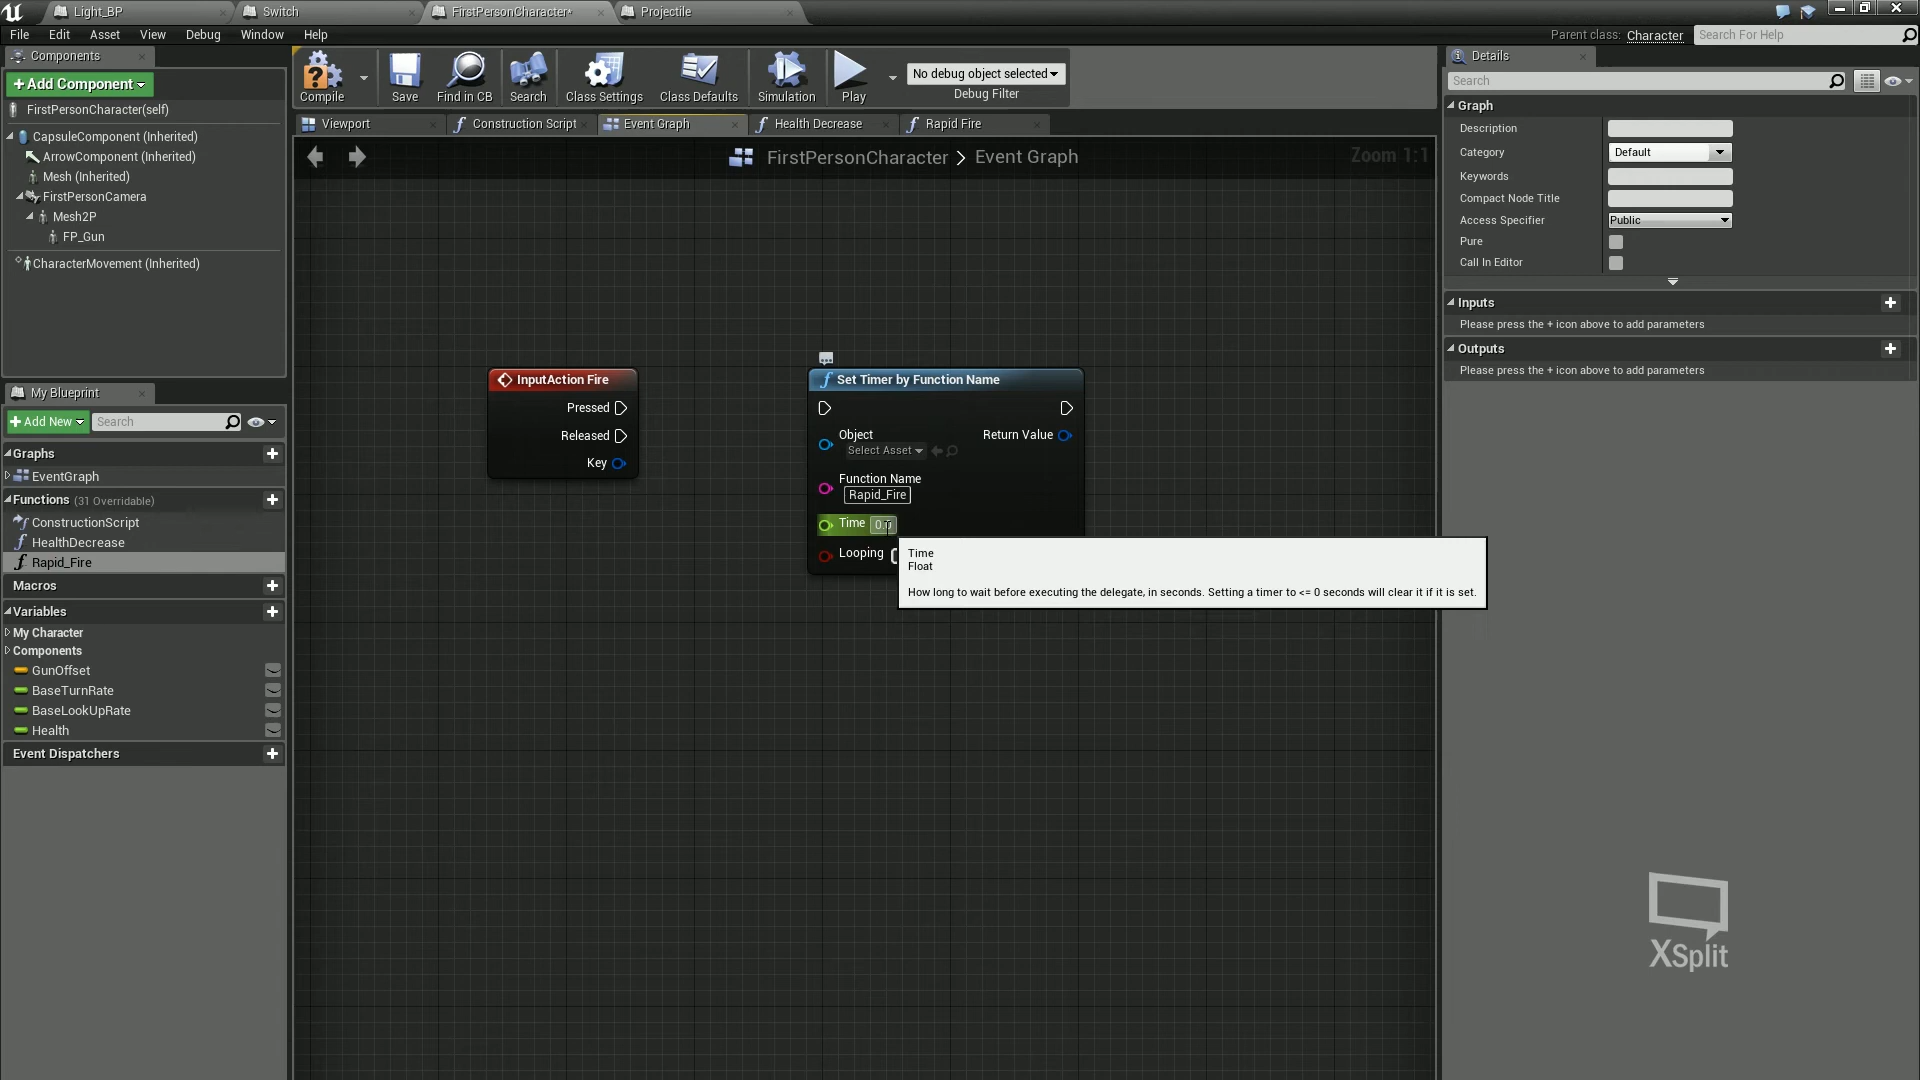 Light_BP
Switch
FirstPersonCharacter*
Projectile
File Edit Asset View Debug Window Help
Parent class: Character
Search For Help
Components
+Add Component
FirstPersonCharacter(self)
CapsuleComponent (Inherited)
ArrowComponent (Inherited)
Mesh (Inherited)
FirstPersonCamera
Mesh2P
FP_Gun
CharacterMovement (Inherited)
My Blueprint
+Add New
Search
Graphs
EventGraph
Functions (31 Overridable)
ConstructionScript
HealthDecrease
Rapid_Fire
Macros
Variables
My Character
Components
GunOffset
BaseTurnRate
BaseLookUpRate
Health
Event Dispatchers
Compile
Save
Find in CB
Search
Class Settings
Class Defaults
Simulation
Play
No debug object selected
Debug Filter
Viewport
Construction Script
Event Graph
Health Decrease
Rapid Fire
FirstPersonCharacter > Event Graph
Zoom 1:1
InputAction Fire
Pressed
Released
Key
Set Timer by Function Name
Object
Select Asset
Return Value
Function Name
Rapid_Fire
Time
Looping
Time
Float
How long to wait before executing the delegate, in seconds. Setting a timer to <= 0 seconds will clear it if it is set.
Details
Search
Graph
Description
Category
Default
Keywords
Compact Node Title
Access Specifier
Public
Pure
Call In Editor
Inputs
Please press the + icon above to add parameters
Outputs
Please press the + icon above to add parameters
XSplit